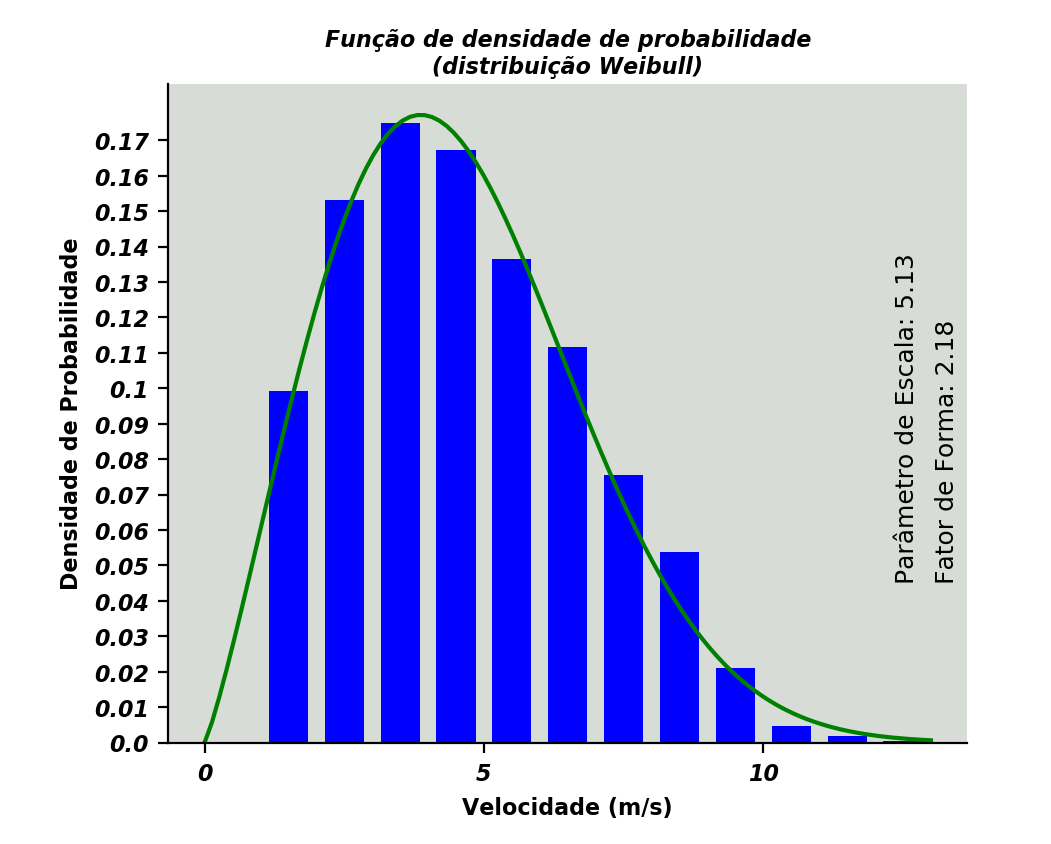 Função de densidade de probabilidade
(distribuição Weibull)
Densidade de Probabilidade
0.17
0.16
0.15
0.14
0.13
0.12
0.11
0.1
0.09
0.08
0.07
0.06
0.05
0.04
0.03
0.02
0.01
0.0
Parâmetro de Escala: 5.13
Fator de Forma: 2.18
0 5 10
Velocidade (m/s)